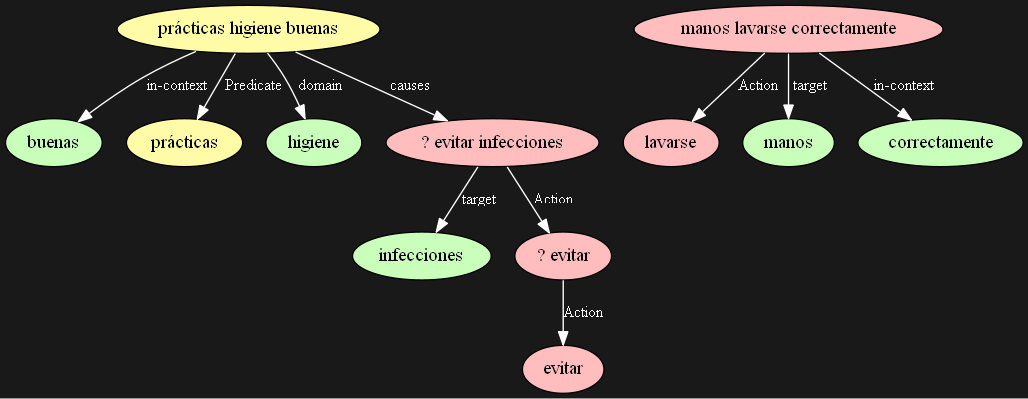 prácticas higiene buenas
manos lavarse correctamente
in-context
Predicate
domain
causes
Action
target
in-context
buenas
prácticas
higiene
? evitar infecciones
lavarse
manos
correctamente
target
Action
infecciones
? evitar
Action
evitar